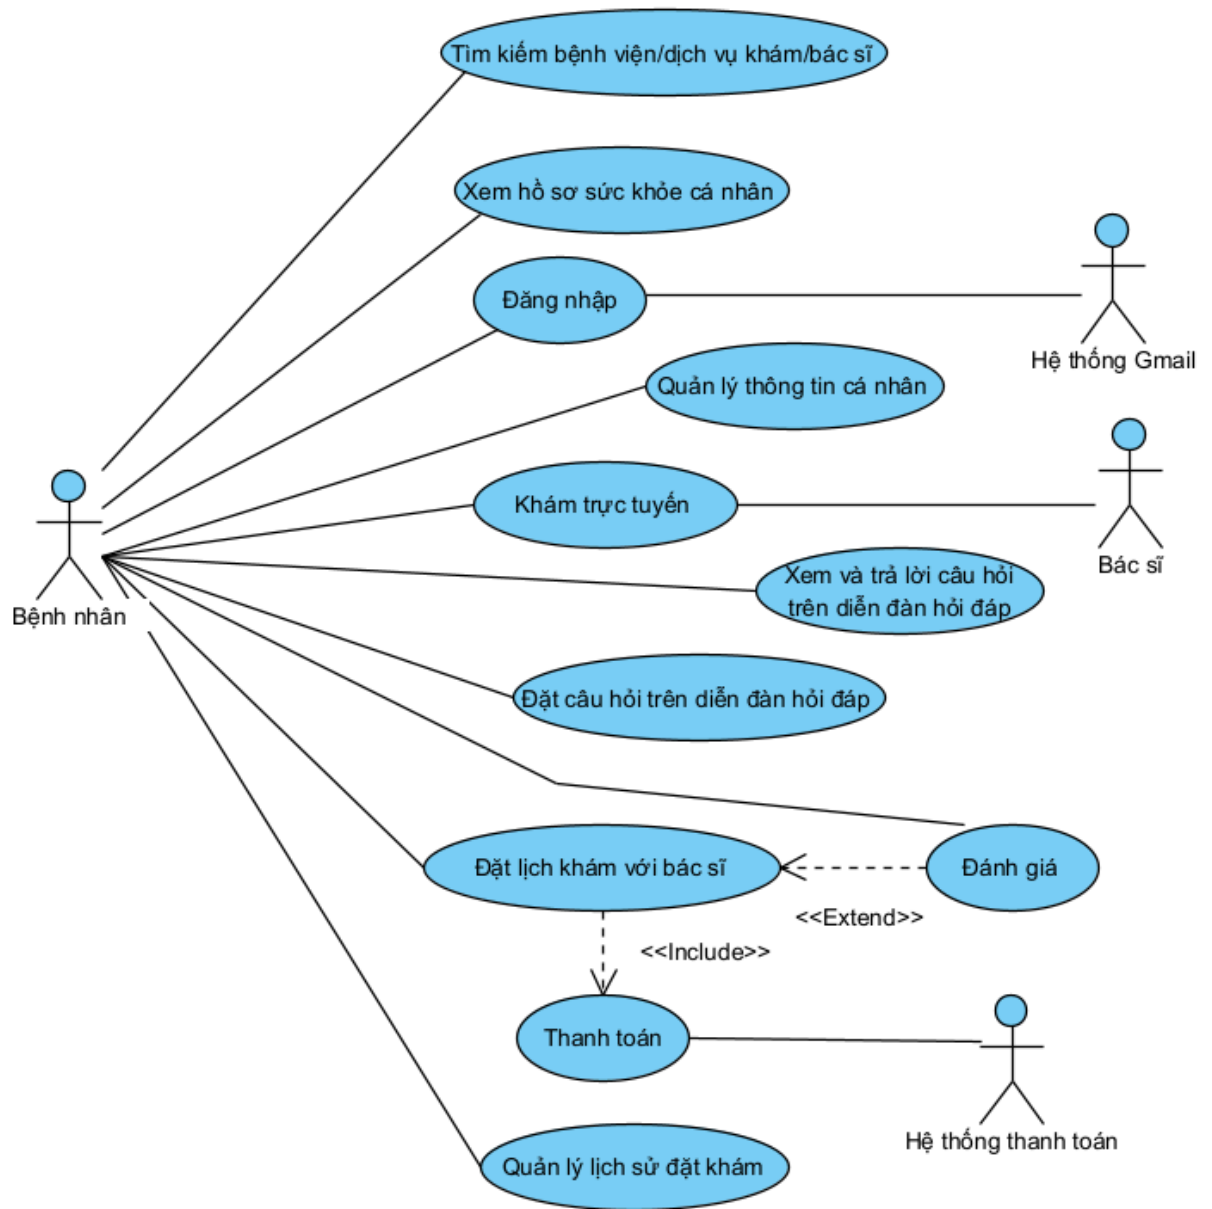 Tìm kiếm bệnh viện/dịch vụ khám/bác sĩ
Xem hồ sơ sức khỏe cá nhân
Đăng nhập
Hệ thống Gmail
Quản lý thông tin cá nhân
Khám trực tuyến
Bác sĩ
Xem và trả lời câu hỏi
trên diễn đàn hỏi đáp
Bệnh nhân
Đặt câu hỏi trên diễn đàn hỏi đáp
Đặt lịch khám với bác sĩ
Đánh giá
<<Extend>>
<<Include>>
Thanh toán
Hệ thống thanh toán
Quản lý lịch sử đặt khám